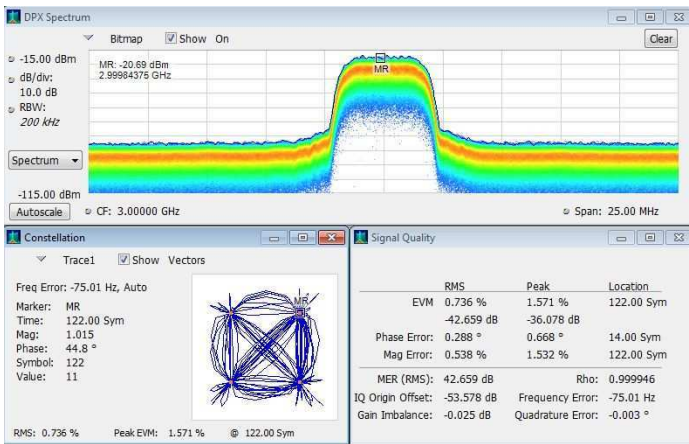 DPX Spectrum
Bitmap Show On Clear
-15.00 dBm
MR: -20.69 dBm
2.99984375 GHz
MR
dB/div:
10.0 dB
RBW:
200 kHz
Spectrum
-115.00 dBm
Autoscale CF: 3.00000 GHz Span: 25.00 MHz
Constellation
Trace1 Show Vectors
Freq Error: -75.01 Hz, Auto
Marker: MR
Time: 122.00 Sym
Mag: 1.015
Phase: 44.8 °
Symbol: 122
Value: 11
MR
RMS: 0.736 % Peak EVM: 1.571 % @ 122.00 Sym
Signal Quality
RMS Peak Location
EVM 0.736 % 1.571 % 122.00 Sym
-42.659 dB -36.078 dB
Phase Error: 0.288 ° 0.668 ° 14.00 Sym
Mag Error: 0.538 % 1.532 % 122.00 Sym
MER (RMS): 42.659 dB Rho: 0.999946
IQ Origin Offset: -53.578 dB Frequency Error: -75.01 Hz
Gain Imbalance: -0.025 dB Quadrature Error: -0.003 °